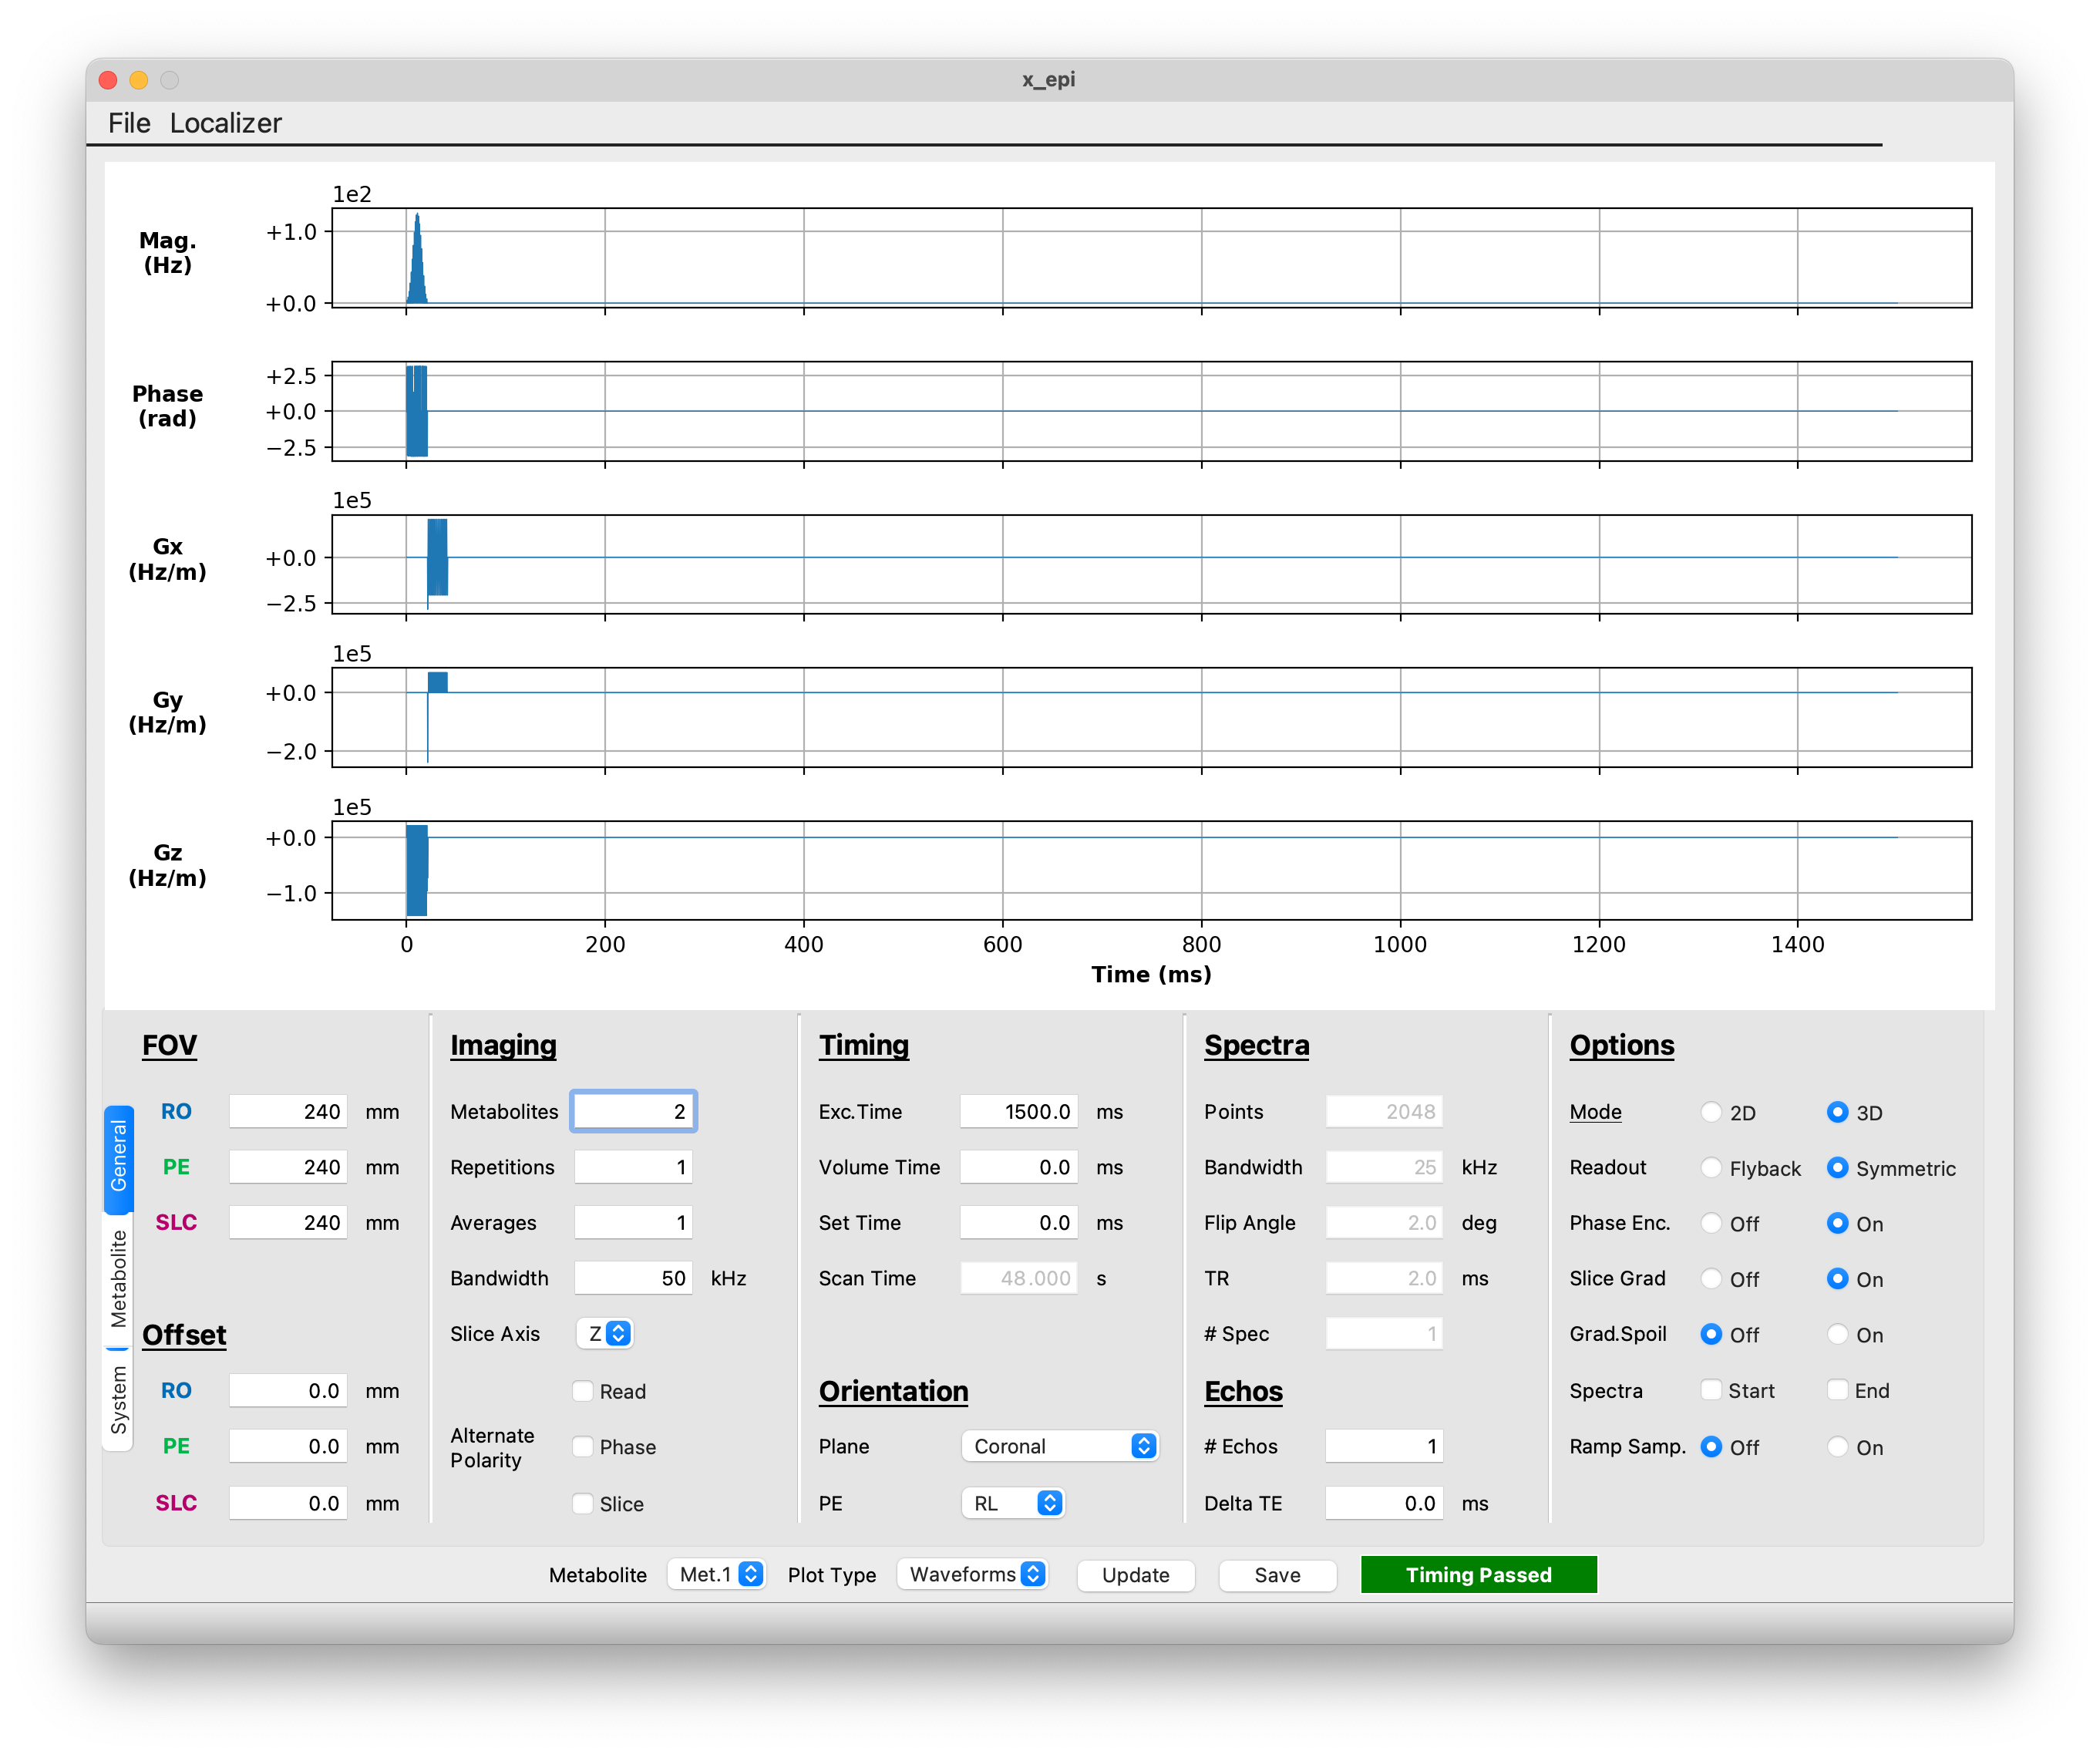 x_epi
File Localizer
1e2
Mag.
(Hz)
+1.0
+0.0
Phase
(rad)
+2.5
+0.0
−2.5
1e5
Gx
(Hz/m)
+0.0
−2.5
1e5
Gy
(Hz/m)
+0.0
−2.0
1e5
Gz
(Hz/m)
+0.0
−1.0
0 200 400 600 800 1000 1200 1400
Time (ms)
General
Metabolite
System
FOV
RO 240 mm
PE 240 mm
SLC 240 mm
Offset
RO 0.0 mm
PE 0.0 mm
SLC 0.0 mm
Imaging
Metabolites 2
Repetitions 1
Averages 1
Bandwidth 50 kHz
Slice Axis Z
Alternate
Polarity
Read
Phase
Slice
Timing
Exc.Time 1500.0 ms
Volume Time 0.0 ms
Set Time 0.0 ms
Scan Time 48.000 s
Orientation
Plane Coronal
PE RL
Spectra
Points 2048
Bandwidth 25 kHz
Flip Angle 2.0 deg
TR 2.0 ms
# Spec 1
Echos
# Echos 1
Delta TE 0.0 ms
Options
Mode 2D 3D
Readout Flyback Symmetric
Phase Enc. Off On
Slice Grad Off On
Grad.Spoil Off On
Spectra Start End
Ramp Samp. Off On
Metabolite Met.1 Plot Type Waveforms Update Save Timing Passed